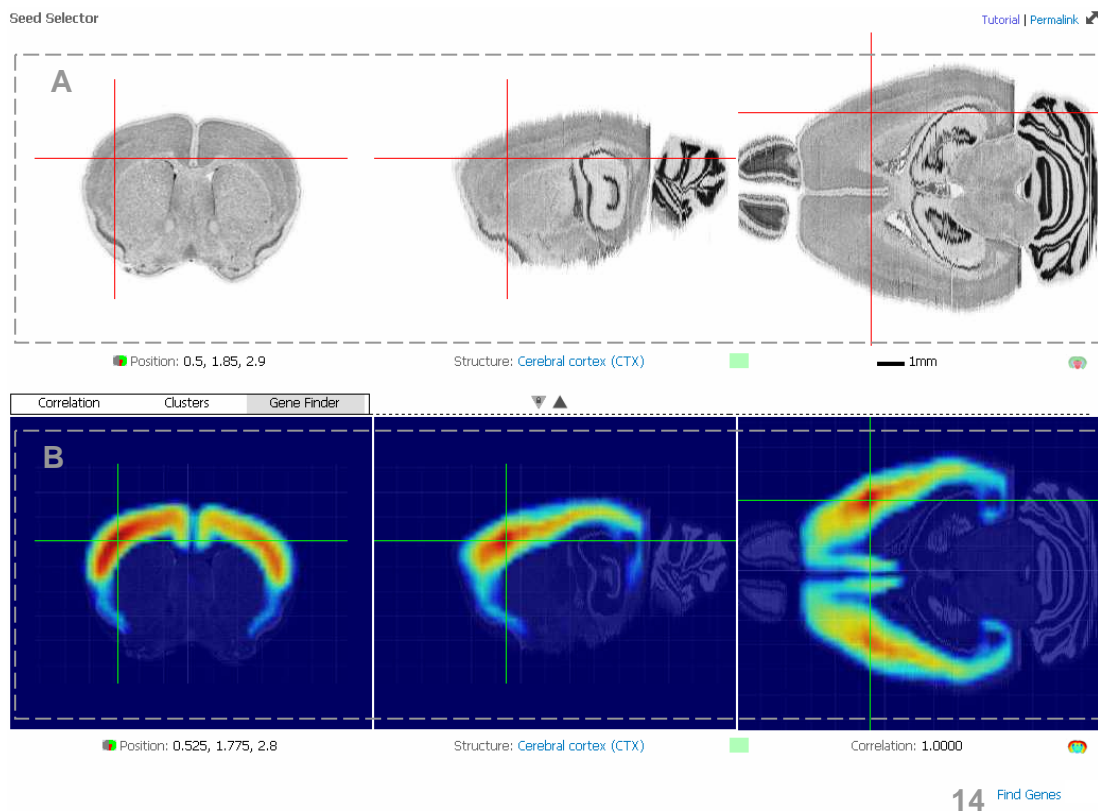 Seed Selector
Tutorial | Permalink
A
Position: 0.5, 1.85, 2.9
Structure: Cerebral cortex (CTX)
1mm
Correlation
Clusters
Gene Finder
B
Position: 0.525, 1.775, 2.8
Structure: Cerebral cortex (CTX)
Correlation: 1.0000
14 Find Genes